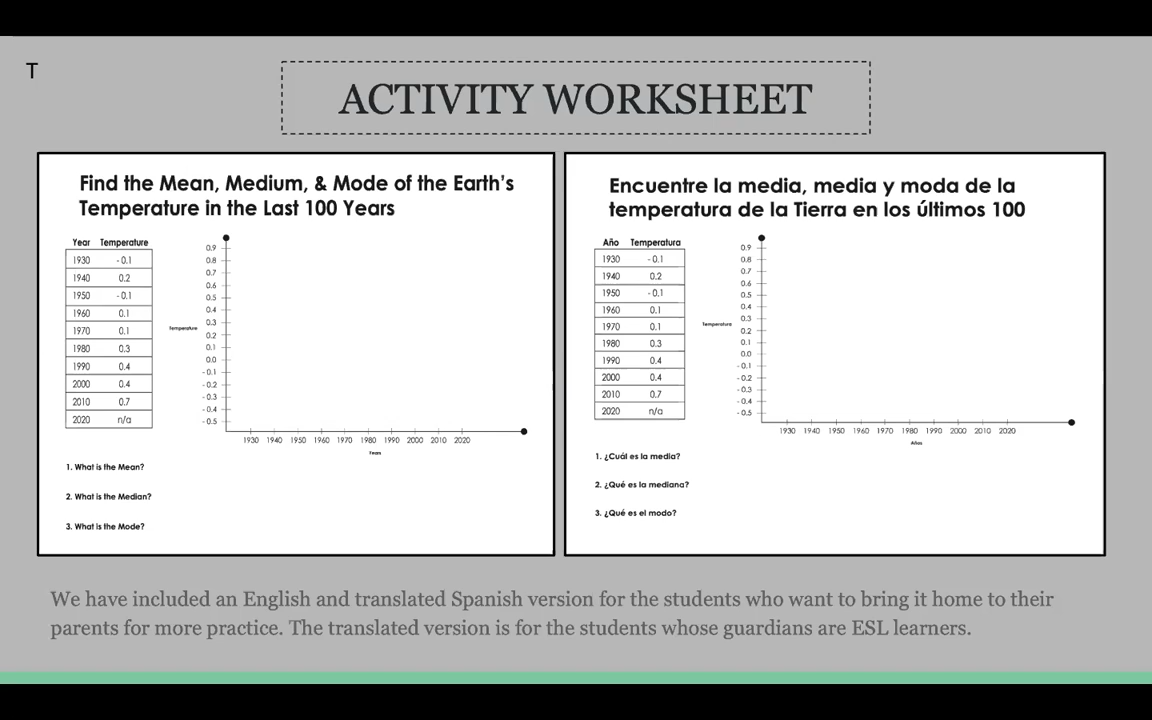 T
ACTIVITY WORKSHEET
Find the Mean, Medium, & Mode of the Earth's
Temperature in the Last 100 Years
Year Temperature
1930 - 0.1
1940 0.2
1950 - 0.1
1960 0.1
1970 0.1
1980 0.3
1990 0.4
2000 0.4
2010 0.7
2020 n/a
Temperature
0.9
0.8
0.7
0.6
0.5
0.4
0.3
0.2
0.1
0.0
- 0.1
- 0.2
- 0.3
- 0.4
- 0.5
1930 1940 1950 1960 1970 1980 1990 2000 2010 2020
Years
1. What is the Mean?
2. What is the Median?
3. What is the Mode?
Encuentre la media, media y moda de la
temperatura de la Tierra en los últimos 100
Año Temperatura
1930 - 0.1
1940 0.2
1950 - 0.1
1960 0.1
1970 0.1
1980 0.3
1990 0.4
2000 0.4
2010 0.7
2020 n/a
Temperatura
0.9
0.8
0.7
0.6
0.5
0.4
0.3
0.2
0.1
0.0
- 0.1
- 0.2
- 0.3
- 0.4
- 0.5
1930 1940 1950 1960 1970 1980 1990 2000 2010 2020
Años
1. ¿Cuál es la media?
2. ¿Qué es la mediana?
3. ¿Qué es el modo?
We have included an English and translated Spanish version for the students who want to bring it home to their
parents for more practice. The translated version is for the students whose guardians are ESL learners.